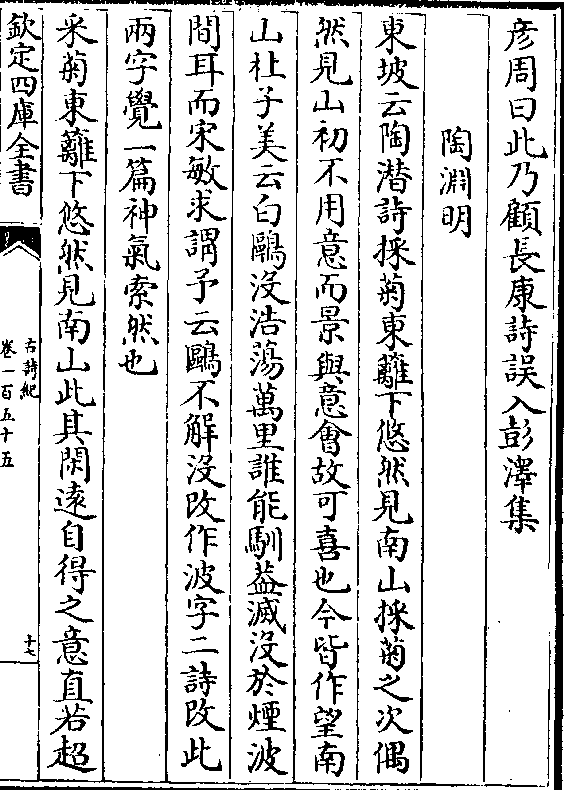 彦周曰此乃顧長康詩誤入彭澤集
陶淵明
東坡云陶潛詩採菊東籬下悠然見南山採菊之次偶
然見山初不用意而景與意會故可喜也今皆作望南
山杜子美云白鷗没浩蕩萬里誰能馴葢滅没於煙波
間耳而宋敏求謂予云鷗不解没改作波字二詩改此
兩字覺一篇神氣索然也
采菊東籬下悠然見南山此其閑遠自得之意直若超
欽定四庫全書
古詩紀
卷一百五十五
十七